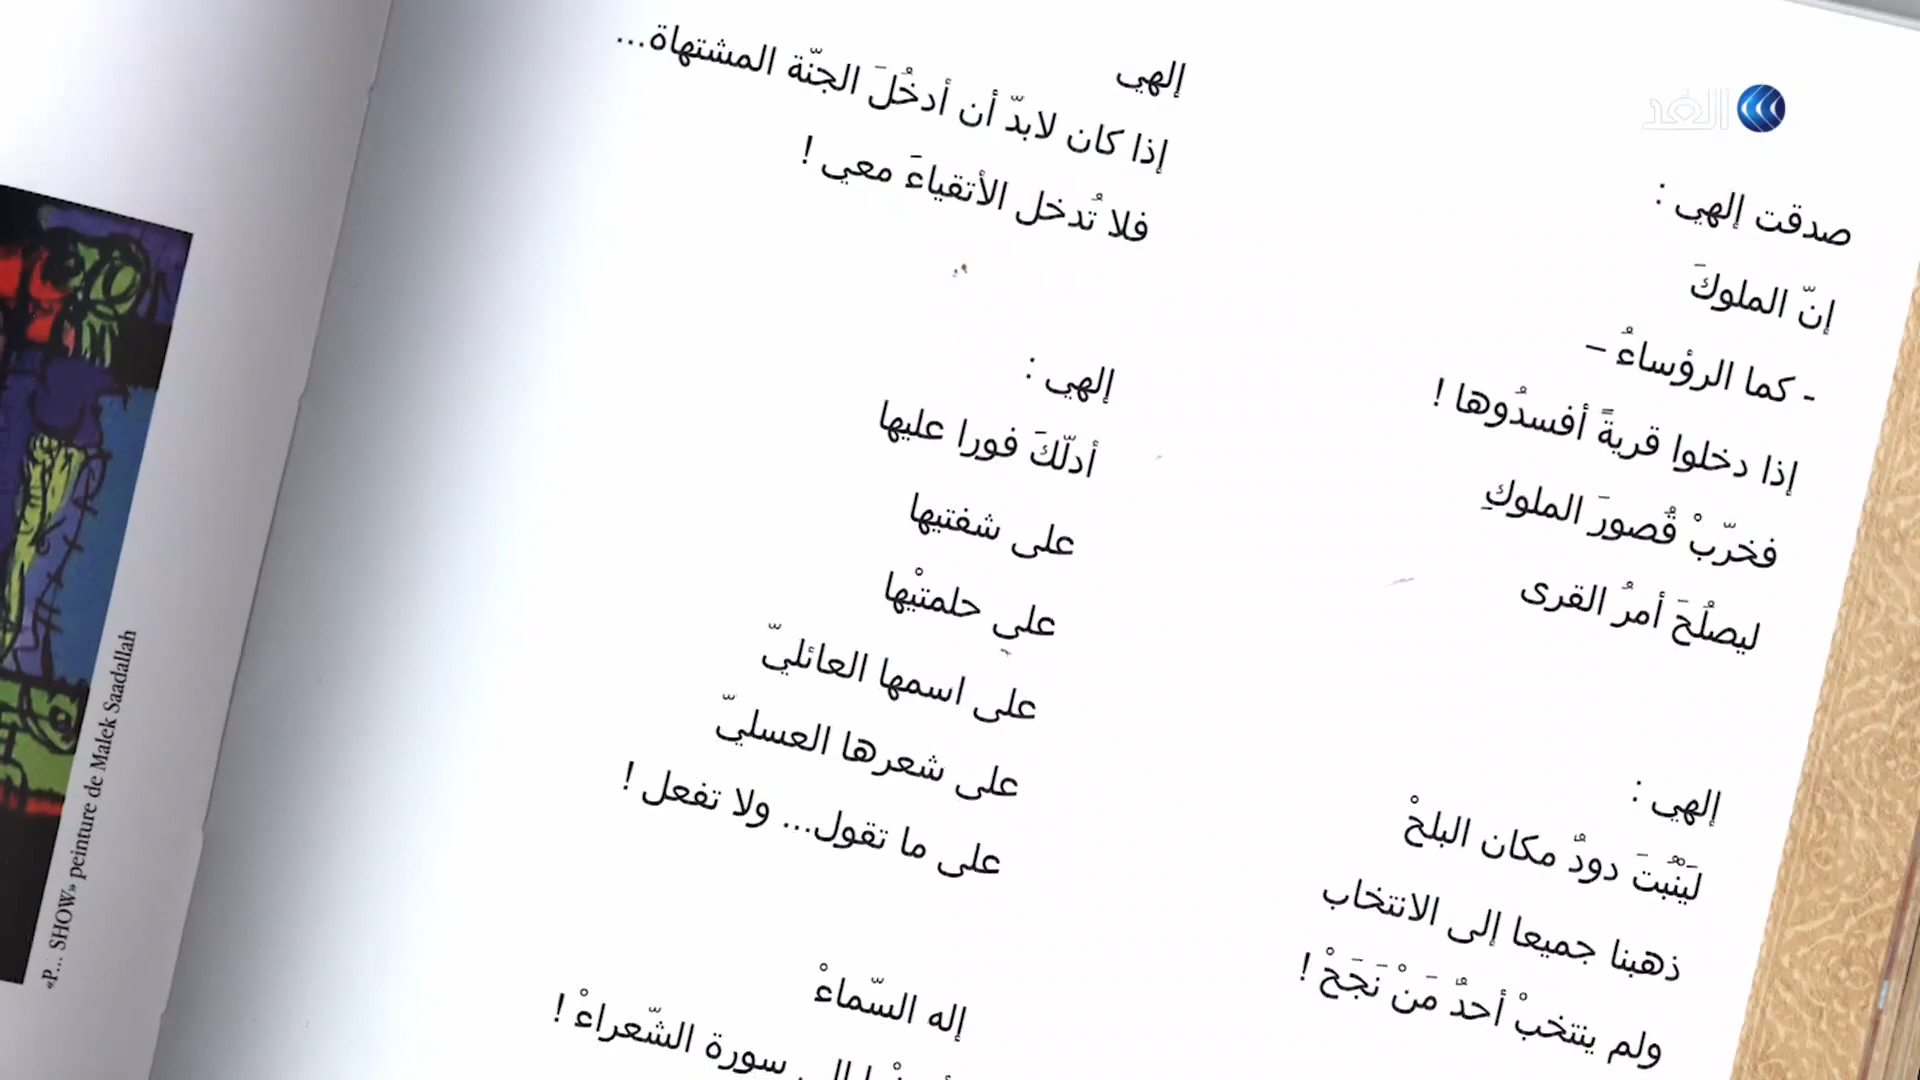 الغد
صدقت إلهي :
إنّ الملوكَ
- كما الرؤساءُ –
إذا دخلوا قريةً أفسدُوها !
فخرّبْ قُصورَ الملوكِ
ليصلُحَ أمرُ القرى
إلهي :
لَيَنْبُتَ دودٌ مكان البلحْ
ذهبنا جميعا إلى الانتخاب
ولم ينتخبْ أحدٌ مَنْ نَجَحْ !
إلهي
إذا كان لابدّ أن أدخُلَ الجنّة المشتهاة...
فلا تُدخل الأتقياءَ معي !
إلهي :
أدلّكَ فورا عليها
على شفتيها
على حلمتيْها
على اسمها العائليّ
على شعرها العسليّ
على ما تقول... ولا تفعل !
إله السّماءْ
إلى سورة الشّعراءْ !
«P... SHOW» peinture de Malek Saadallah